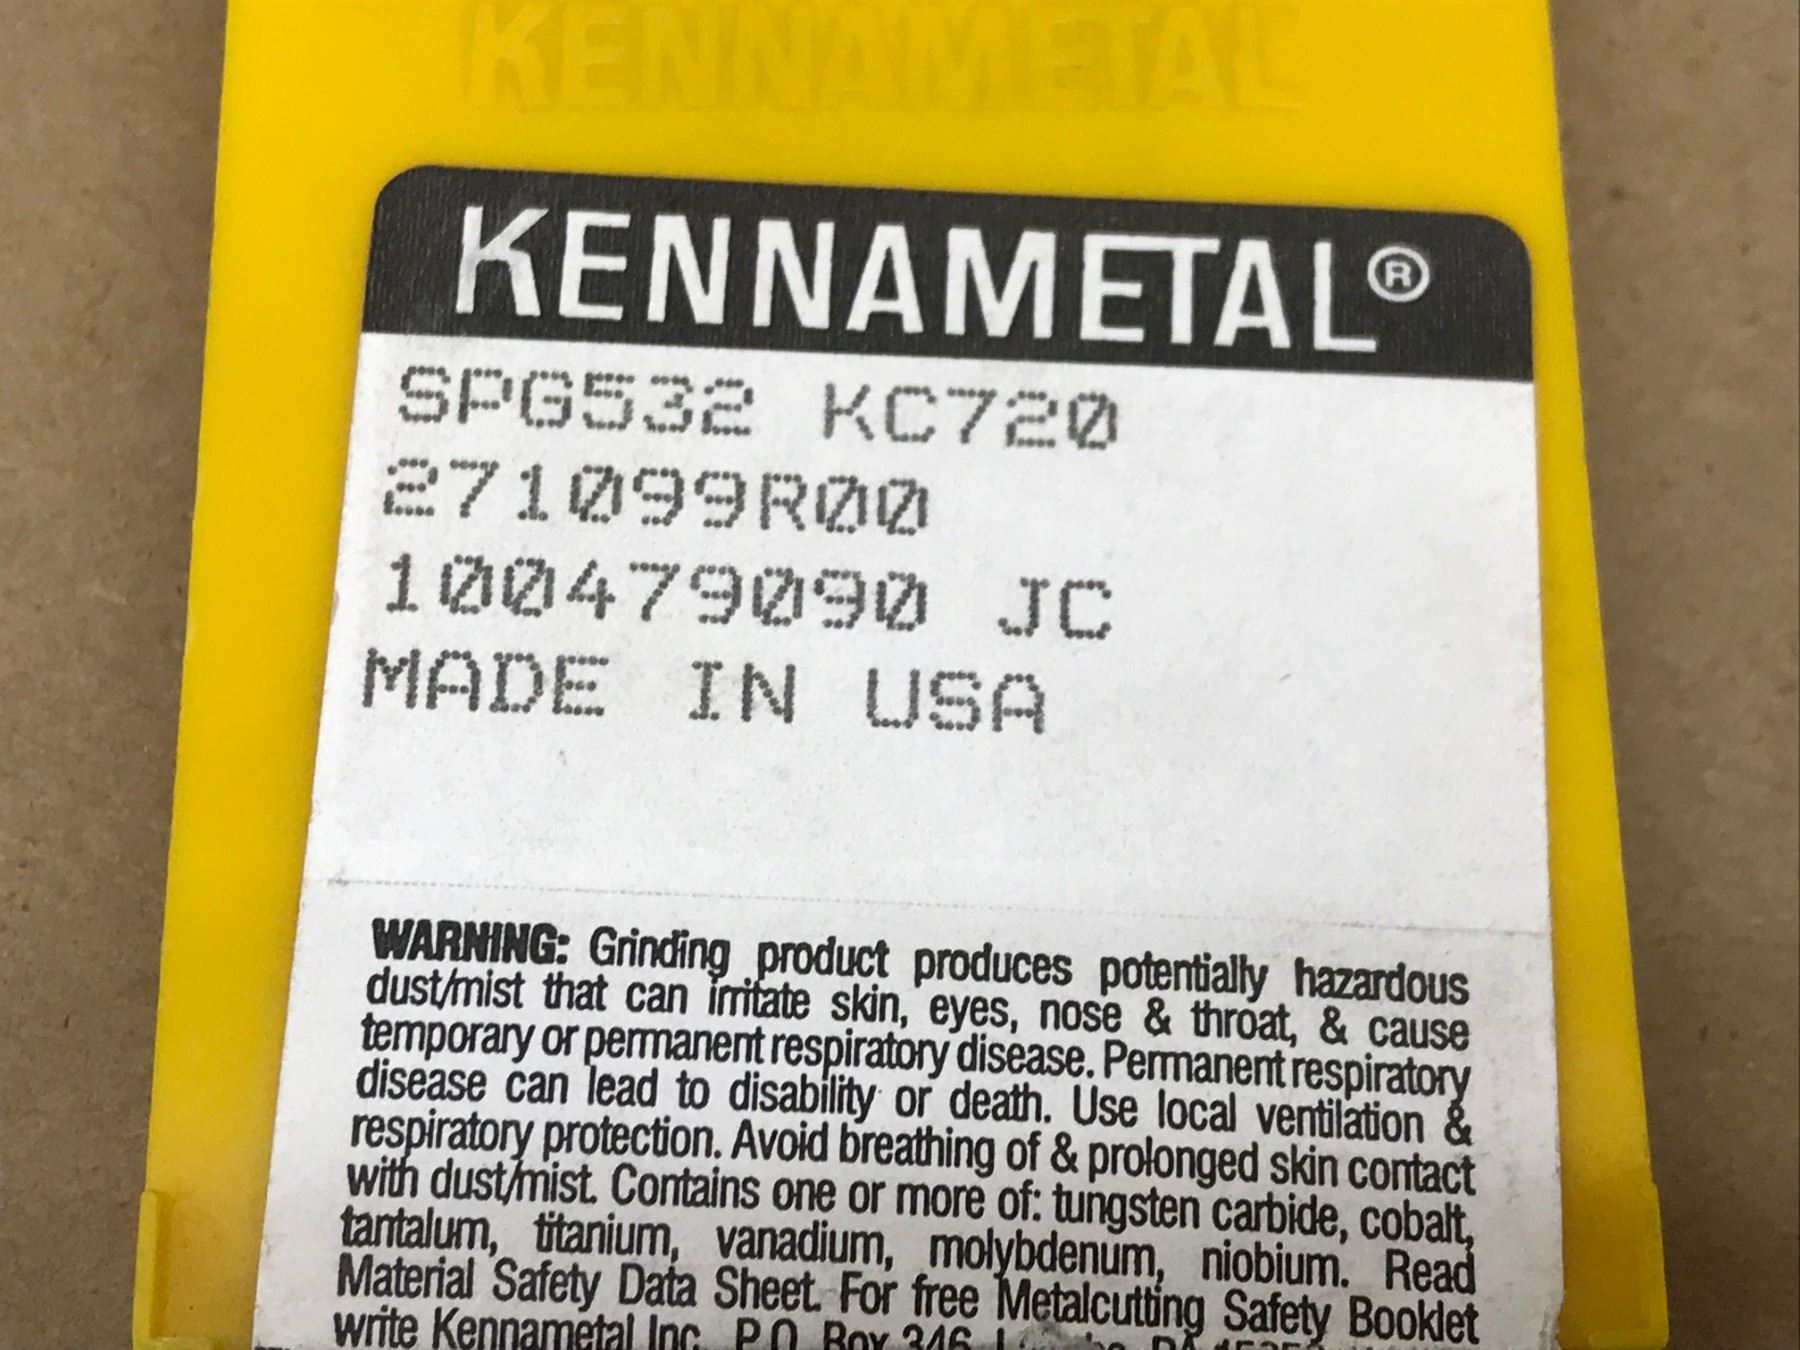 KENNAMETAL
KENNAMETAL®
SPG532 KC720
271099R00
100479090 JC
MADE IN USA
WARNING: Grinding product produces potentially hazardous
dust/mist that can irritate skin, eyes, nose & throat, & cause
temporary or permanent respiratory disease. Permanent respiratory
disease can lead to disability or death. Use local ventilation &
respiratory protection. Avoid breathing of & prolonged skin contact
with dust/mist. Contains one or more of: tungsten carbide, cobalt,
tantalum, titanium, vanadium, molybdenum, niobium. Read
Material Safety Data Sheet. For free Metalcutting Safety Booklet
write Kennametal Inc., P.O. Box 346, PA